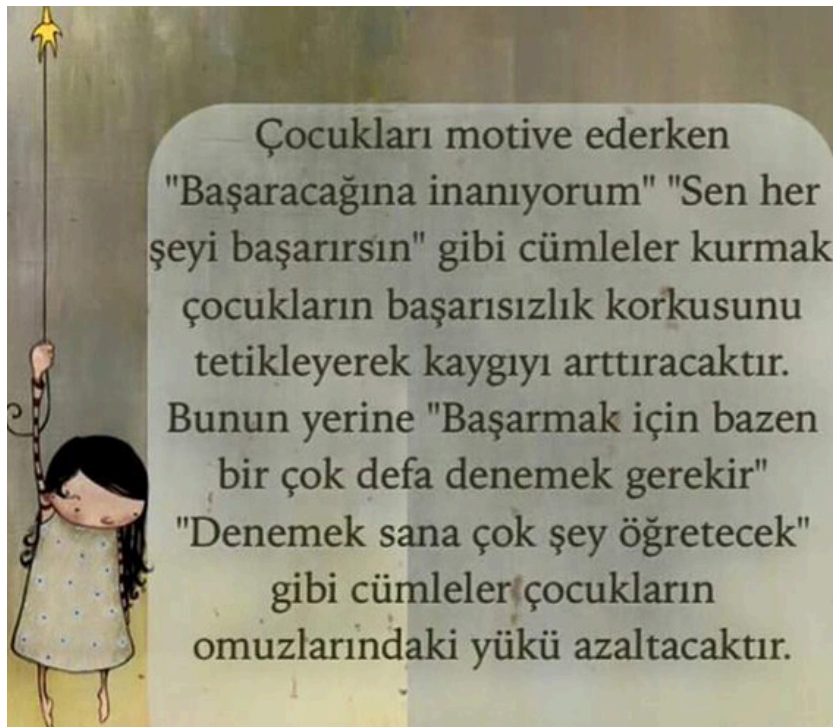 Çocukları motive ederken
"Başaracağına inanıyorum" "Sen her
şeyi başarırsın" gibi cümleler kurmak
çocukların başarısızlık korkusunu
tetikleyerek kaygıyı arttıracaktır.
Bunun yerine "Başarmak için bazen
bir çok defa denemek gerekir"
"Denemek sana çok şey öğretecek"
gibi cümleler çocukların
omuzlarındaki yükü azaltacaktır.